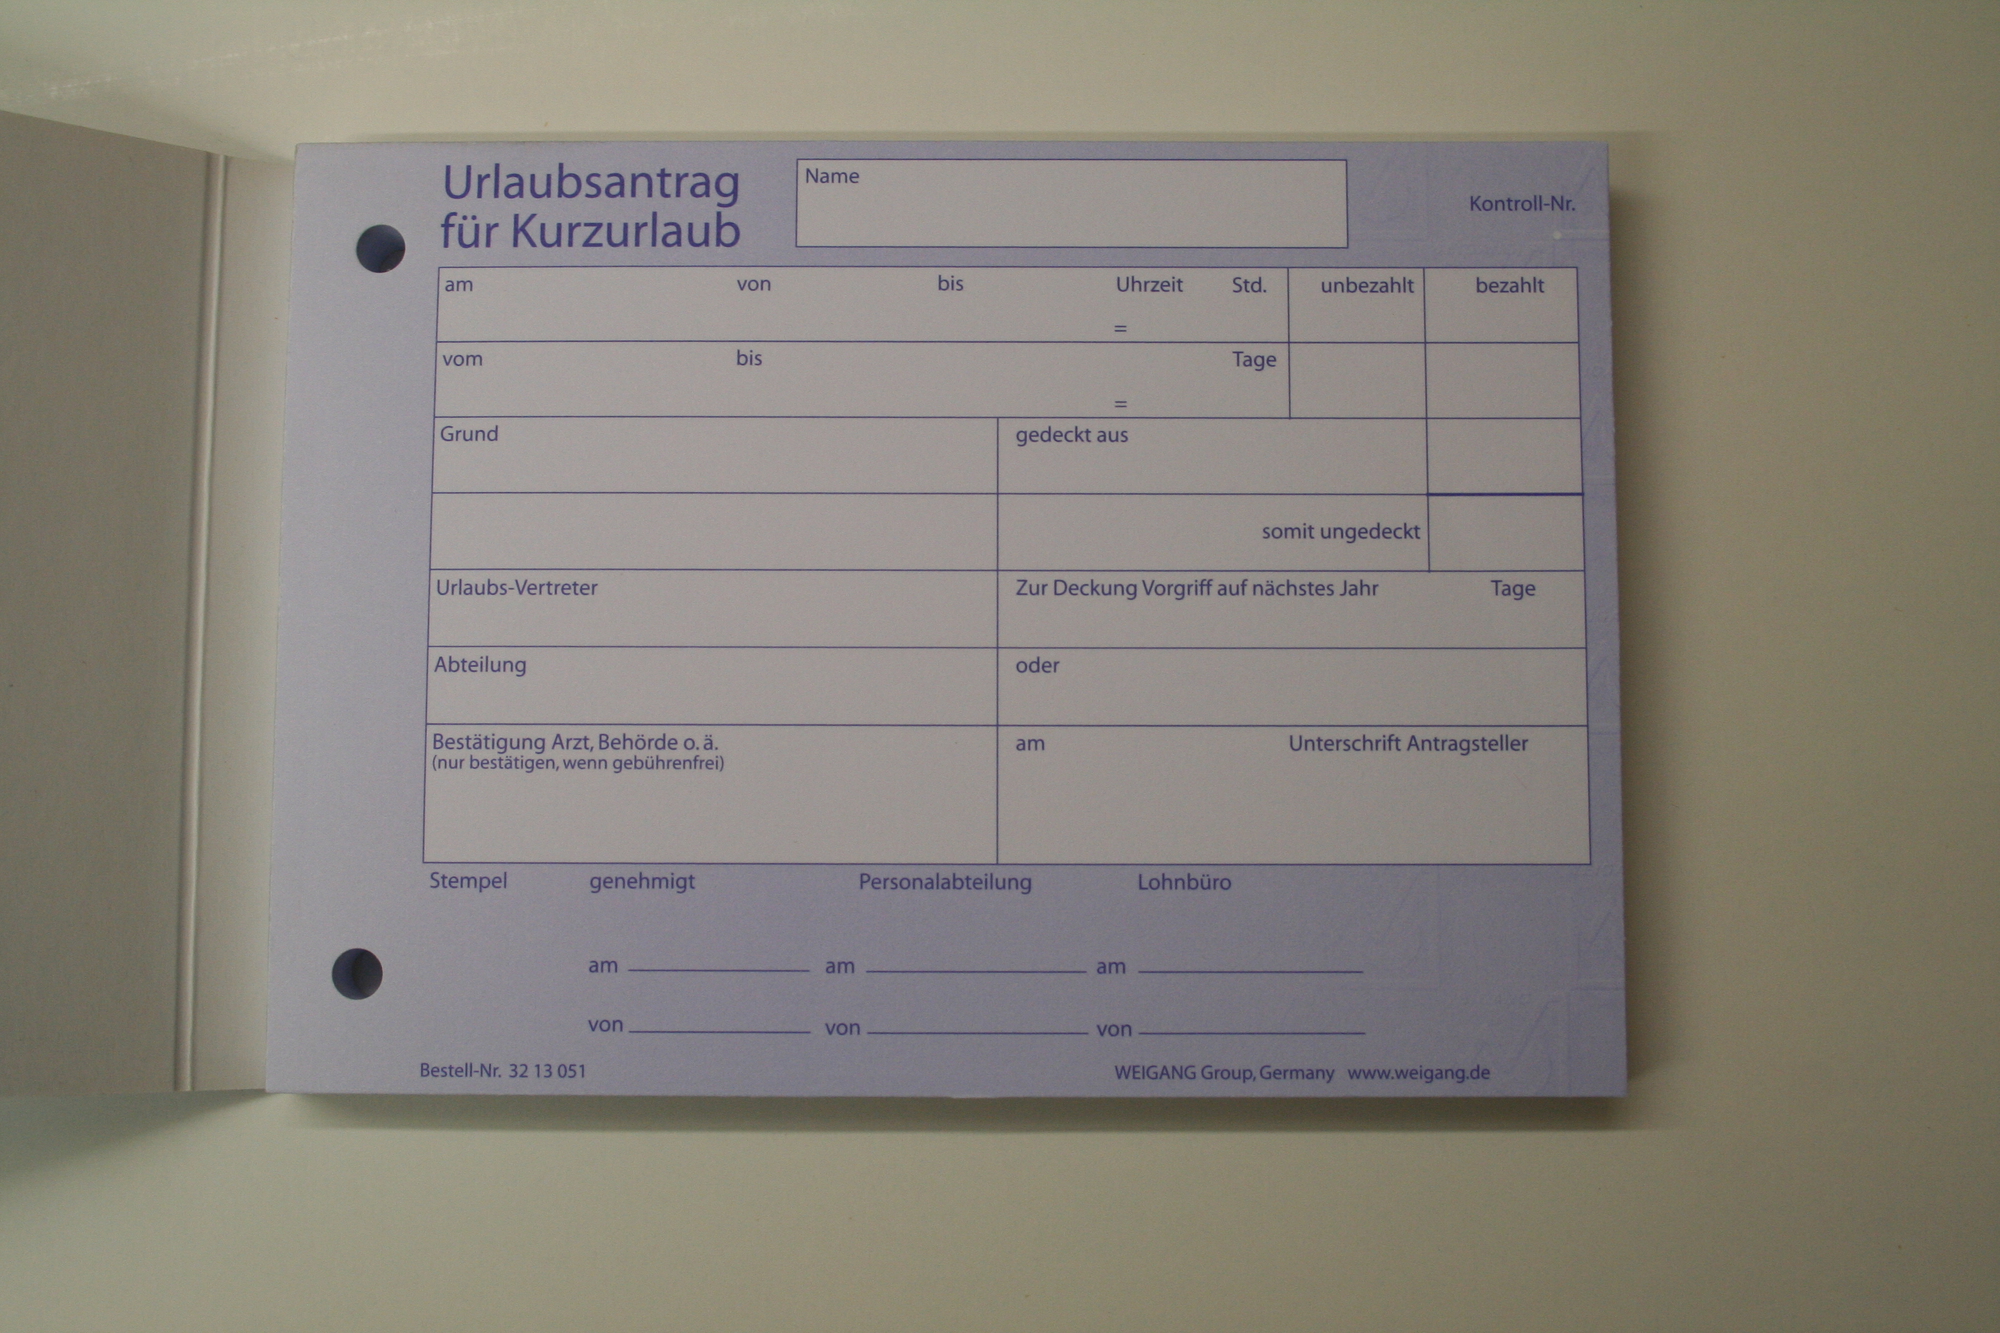 Urlaubsantrag
für Kurzurlaub
Name
Kontroll-Nr.
am von bis Uhrzeit Std. unbezahlt bezahlt
=
vom bis Tage
=
Grund gedeckt aus
somit ungedeckt
Urlaubs-Vertreter Zur Deckung Vorgriff auf nächstes Jahr Tage
Abteilung oder
Bestätigung Arzt, Behörde o. ä. am Unterschrift Antragsteller
(nur bestätigen, wenn gebührenfrei)
Stempel genehmigt Personalabteilung Lohnbüro
am am am
von von von
Bestell-Nr. 32 13 051 WEIGANG Group, Germany www.weigang.de